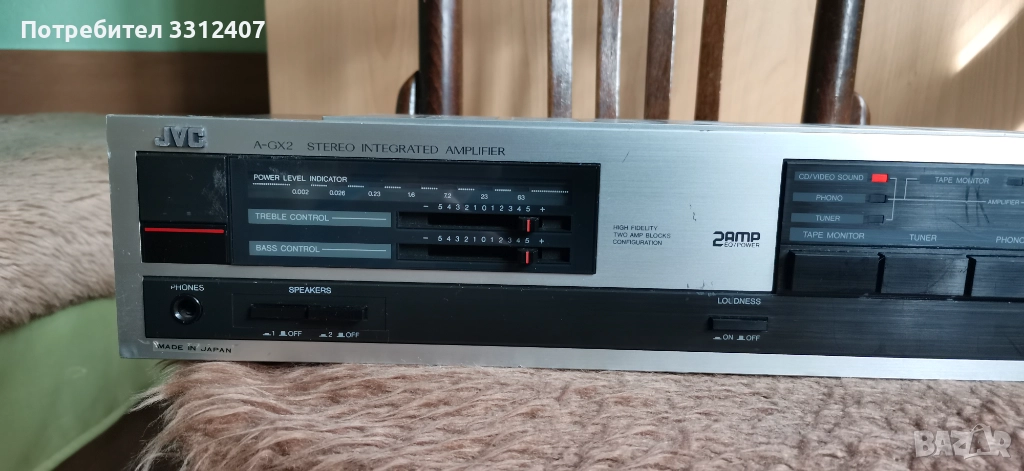 Потребител 3312407
JVC
A-GX2 STEREO INTEGRATED AMPLIFIER
POWER LEVEL INDICATOR
0.002 0.026 0.23 1.6 7.2 23 83
− 5 4 3 2 1 0 1 2 3 4 5 +
TREBLE CONTROL
− 5 4 3 2 1 0 1 2 3 4 5 +
BASS CONTROL
HIGH FIDELITY
TWO AMP BLOCKS
CONFIGURATION
2AMP
EQ/POWER
CD/VIDEO SOUND
TAPE MONITOR
PHONO
AMPLIFIER
TUNER
TAPE MONITOR TUNER PHONO
PHONES
SPEAKERS
1 OFF 2 OFF
LOUDNESS
ON OFF
MADE IN JAPAN
BAZAR